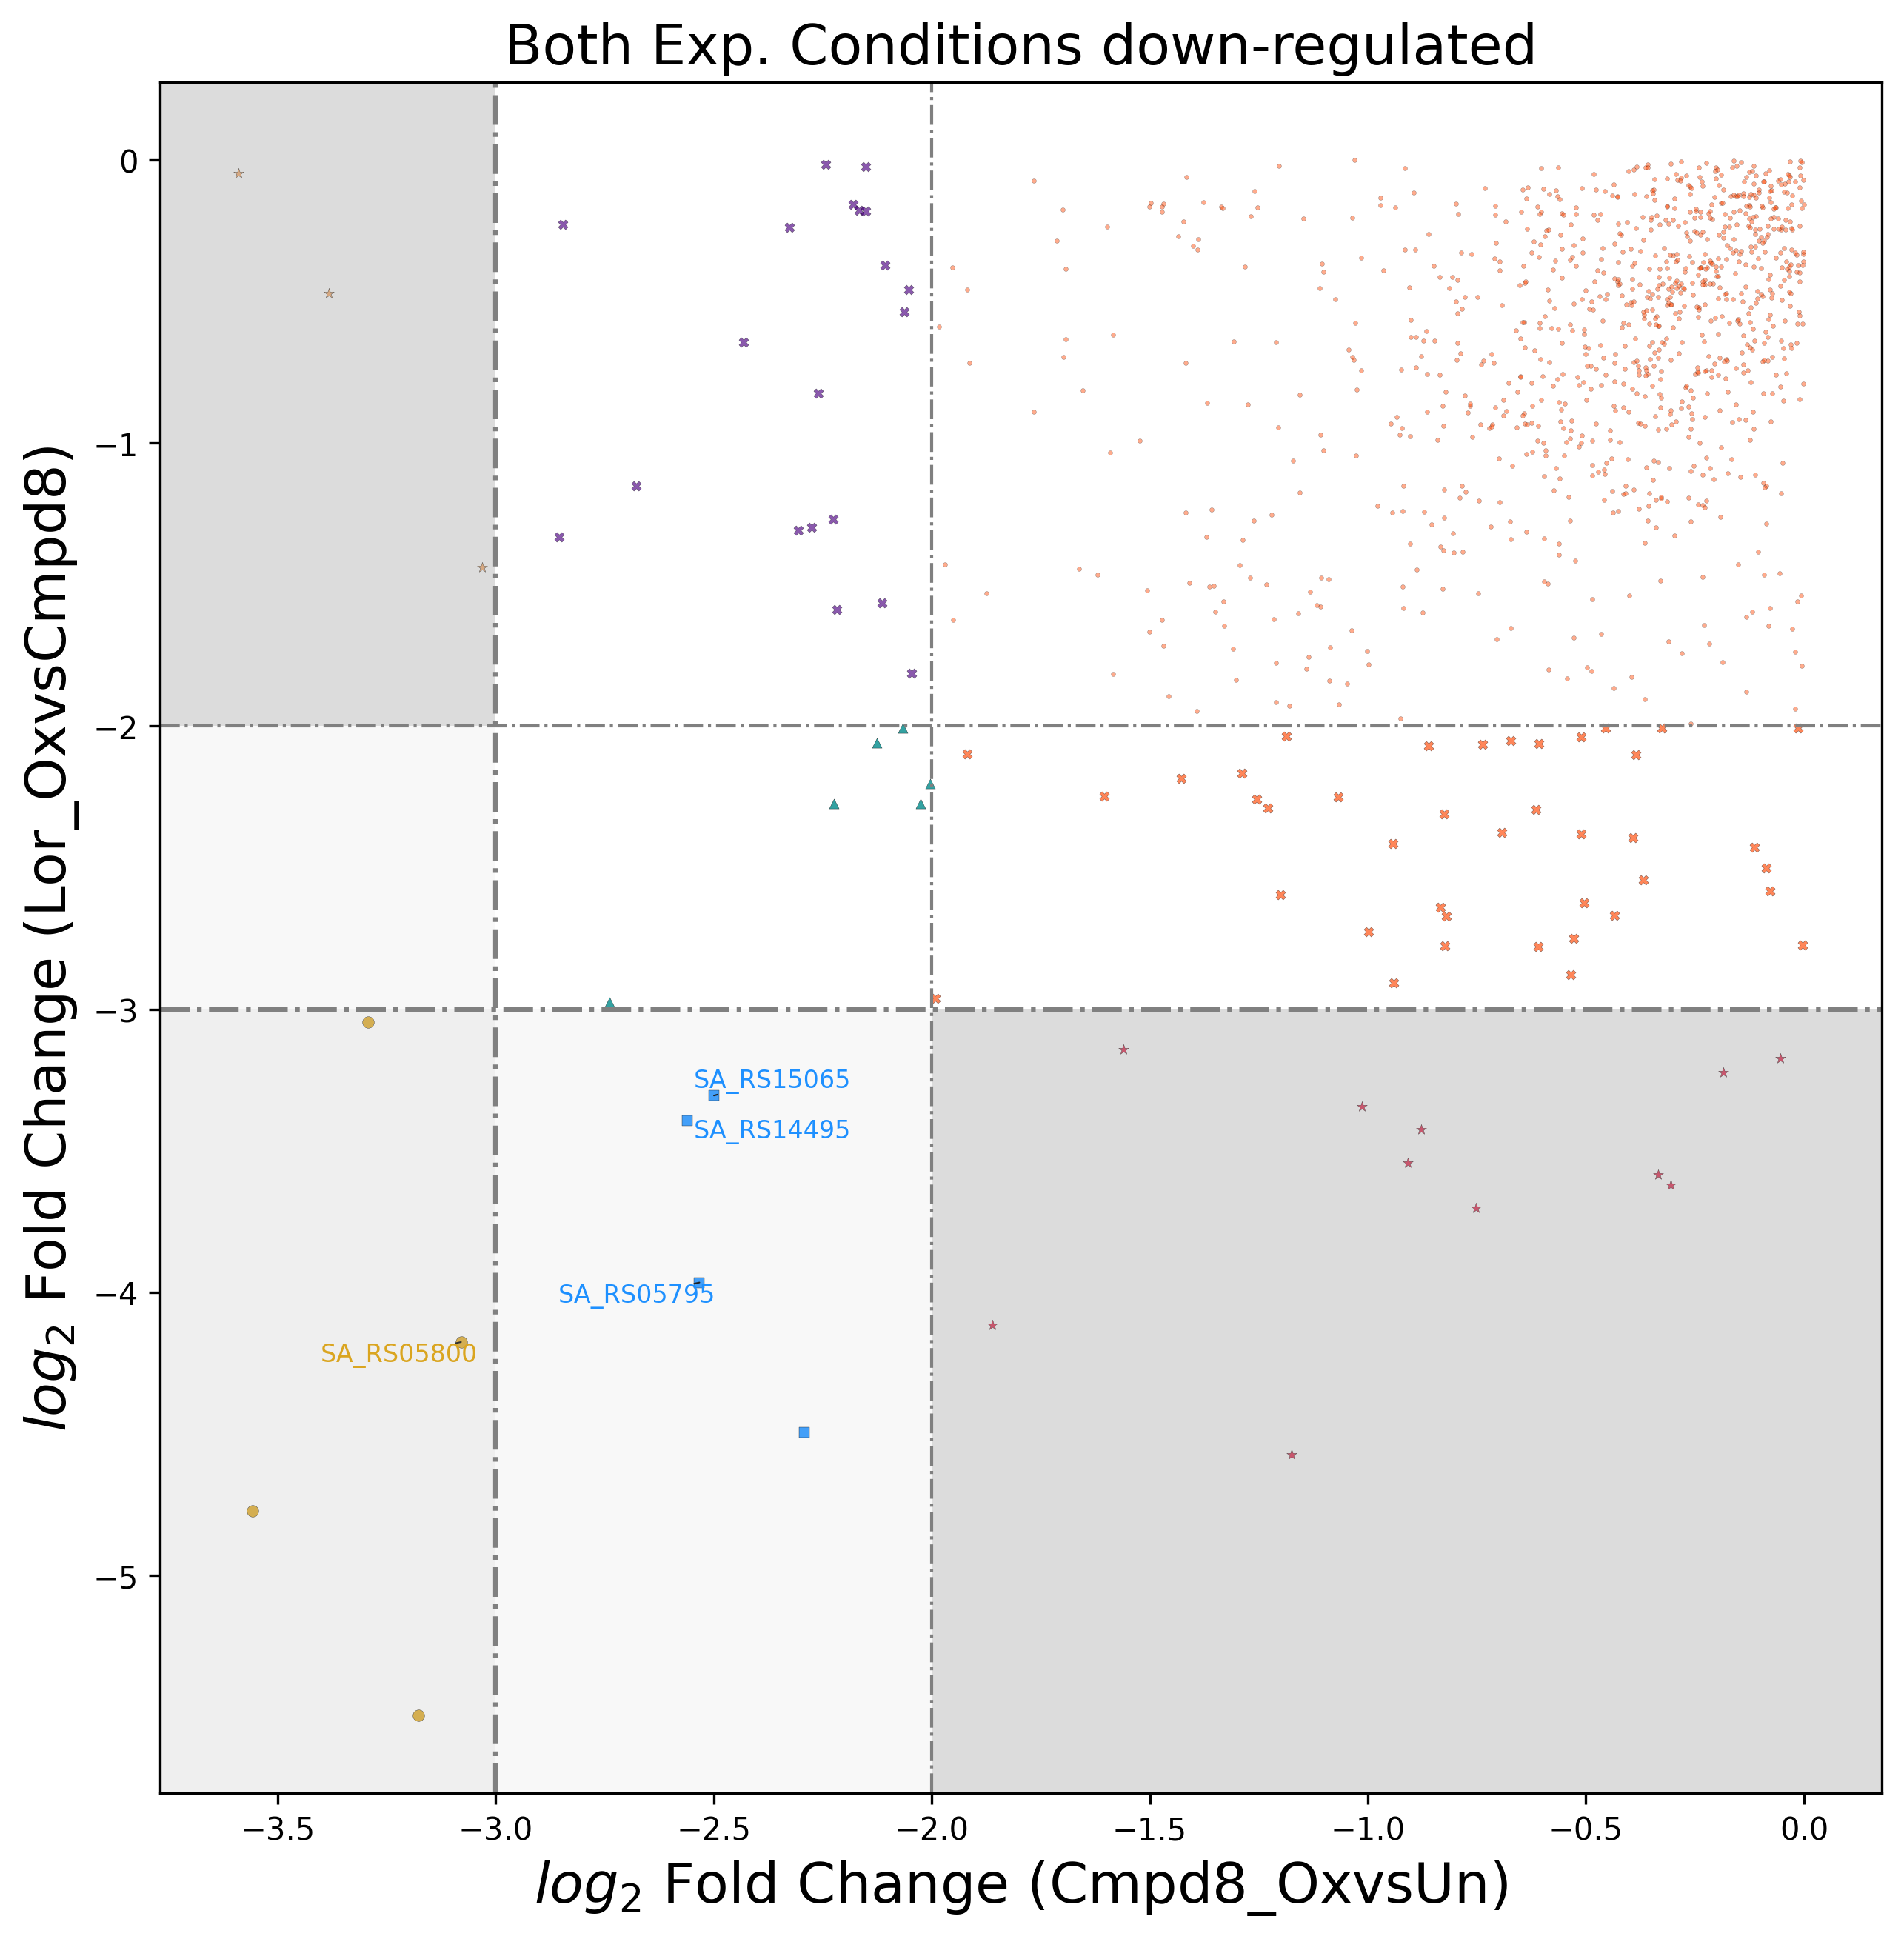 Both Exp. Conditions down-regulated
log2 Fold Change (Lor_OxvsCmpd8)
0
−1
−2
−3
−4
−5
SA_RS15065
SA_RS14495
SA_RS05795
SA_RS05800
−3.5 −3.0 −2.5 −2.0 −1.5 −1.0 −0.5 0.0
log2 Fold Change (Cmpd8_OxvsUn)